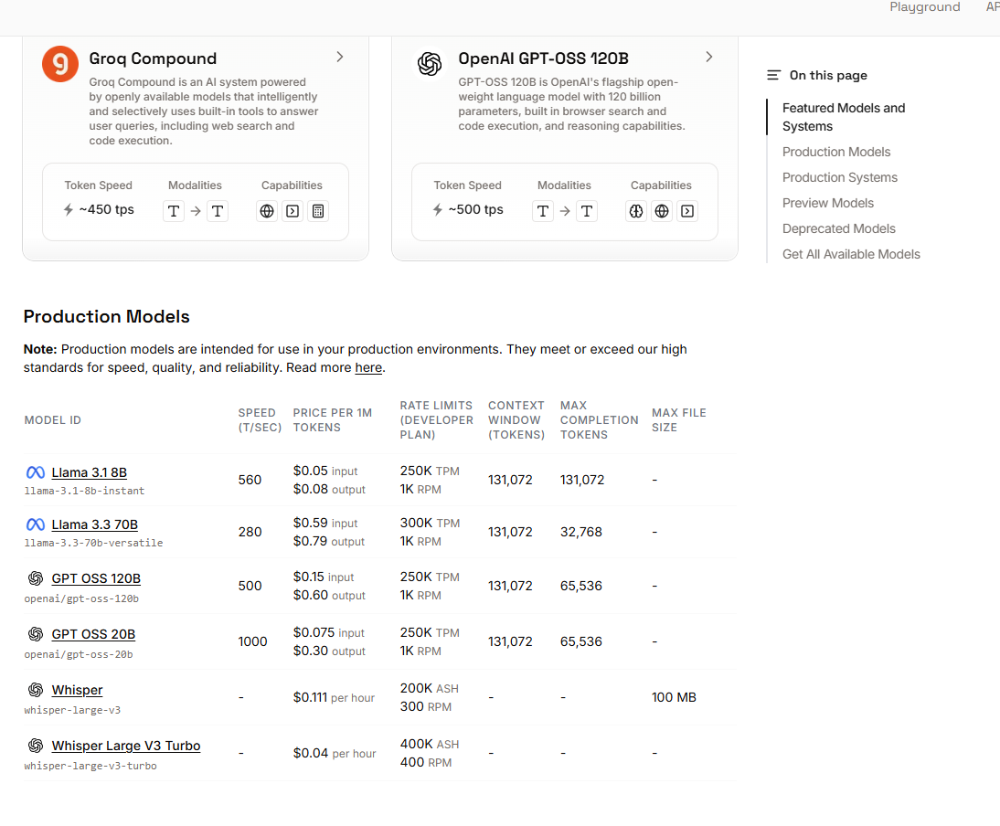 Playground AP
Groq Compound
Groq Compound is an AI system powered
by openly available models that intelligently
and selectively uses built-in tools to answer
user queries, including web search and
code execution.
Token Speed Modalities Capabilities
~450 tps T → T
OpenAI GPT-OSS 120B
GPT-OSS 120B is OpenAI's flagship open-
weight language model with 120 billion
parameters, built in browser search and
code execution, and reasoning capabilities.
Token Speed Modalities Capabilities
~500 tps T → T
On this page
Featured Models and
Systems
Production Models
Production Systems
Preview Models
Deprecated Models
Get All Available Models
Production Models
Note: Production models are intended for use in your production environments. They meet or exceed our high
standards for speed, quality, and reliability. Read more here.
MODEL ID SPEED (T/SEC) PRICE PER 1M TOKENS RATE LIMITS (DEVELOPER PLAN) CONTEXT WINDOW (TOKENS) MAX COMPLETION TOKENS MAX FILE SIZE
Llama 3.1 8B
llama-3.1-8b-instant
560
$0.05 input
$0.08 output
250K TPM
1K RPM
131,072
131,072
-
Llama 3.3 70B
llama-3.3-70b-versatile
280
$0.59 input
$0.79 output
300K TPM
1K RPM
131,072
32,768
-
GPT OSS 120B
openai/gpt-oss-120b
500
$0.15 input
$0.60 output
250K TPM
1K RPM
131,072
65,536
-
GPT OSS 20B
openai/gpt-oss-20b
1000
$0.075 input
$0.30 output
250K TPM
1K RPM
131,072
65,536
-
Whisper
whisper-large-v3
-
$0.111 per hour
200K ASH
300 RPM
-
-
100 MB
Whisper Large V3 Turbo
whisper-large-v3-turbo
-
$0.04 per hour
400K ASH
400 RPM
-
-
-